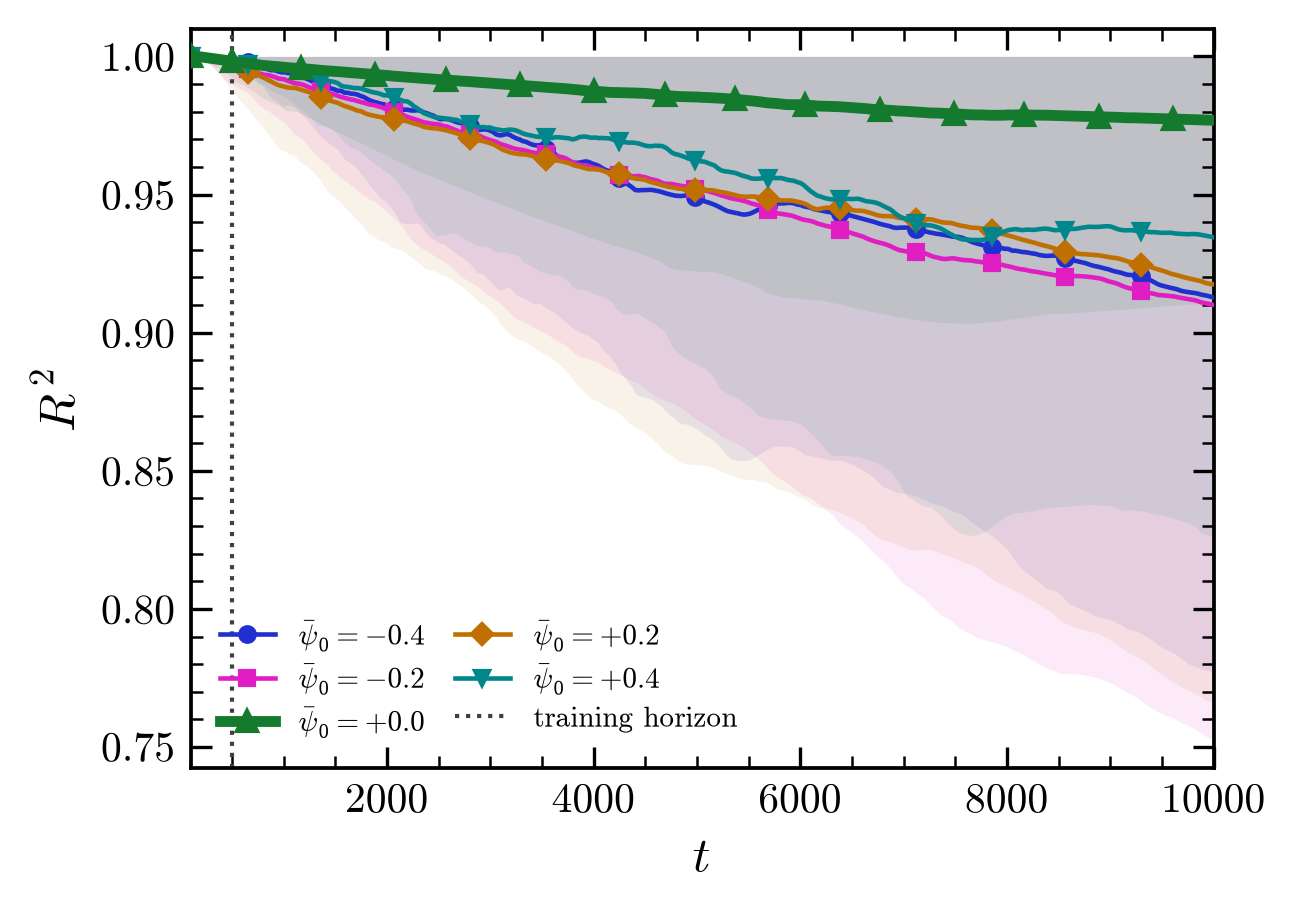 1.00
0.95
0.90
0.85
0.80
0.75
R²
ψ̄₀ = −0.4
ψ̄₀ = −0.2
ψ̄₀ = +0.0
ψ̄₀ = +0.2
ψ̄₀ = +0.4
training horizon
2000 4000 6000 8000 10000
t